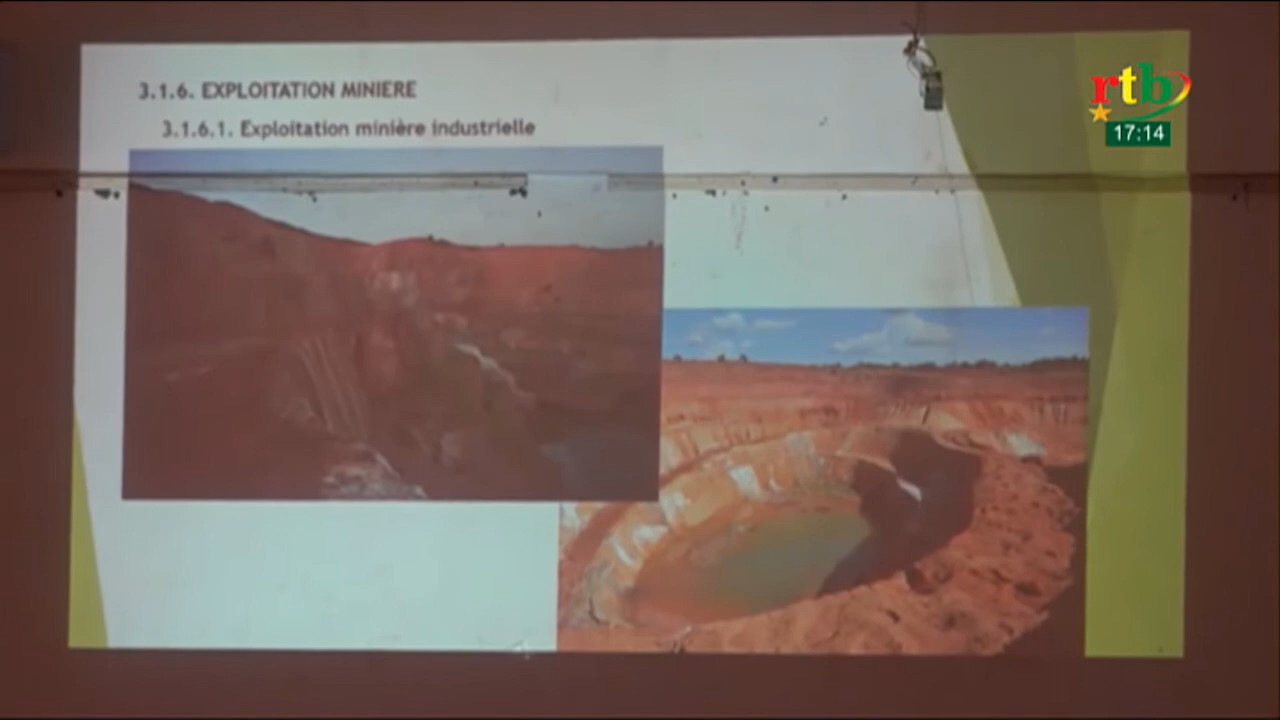 3.1.6. EXPLOITATION MINIERE
3.1.6.1. Exploitation minière industrielle
rtb
17:14